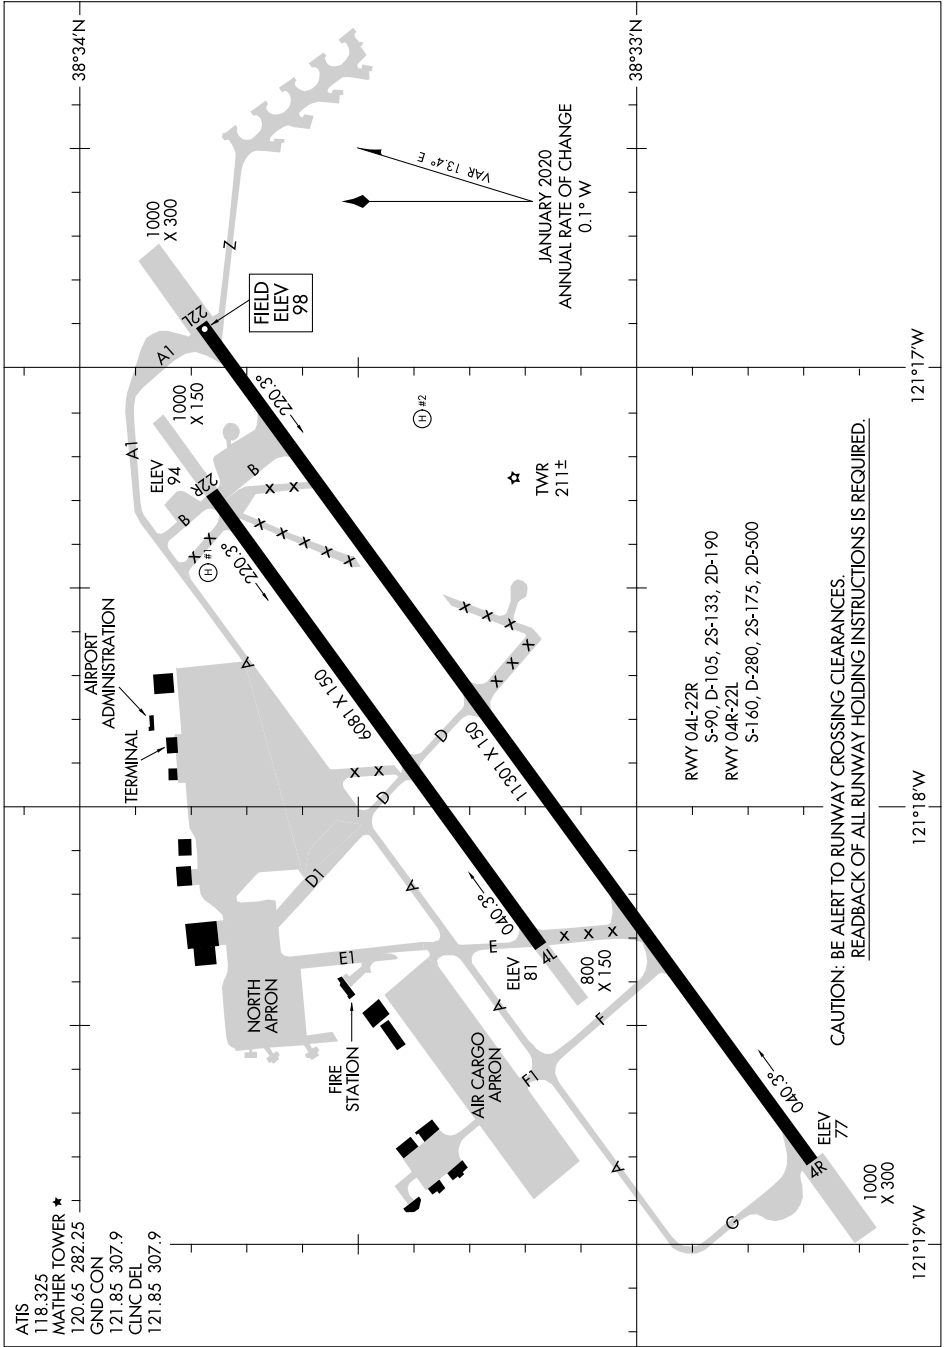 ATIS
118.325
MATHER TOWER ★
120.65 282.25
GND CON
121.85 307.9
CLNC DEL
121.85 307.9
38°34'N
38°33'N
1000
X 300
VAR 13.4° E
JANUARY 2020
ANNUAL RATE OF CHANGE
0.1° W
Z
22L
FIELD
ELEV
98
A1
A1
1000
X 150
ELEV
94
22R
B
B
220.3°
220.3°
X X
X X
X X X X X
H #1
H #2
TWR
211±
AIRPORT
ADMINISTRATION
TERMINAL
A
6081 X 150
11301 X 150
X X X
X X X
X X
D
D
D1
A
040.3°
4L
ELEV
81
E
E1
X X X
800
X 150
NORTH
APRON
FIRE
STATION
AIR CARGO
APRON
A
F
F1
A
G
040.3°
4R
ELEV
77
1000
X 300
RWY 04L-22R
S-90, D-105, 2S-133, 2D-190
RWY 04R-22L
S-160, D-280, 2S-175, 2D-500
CAUTION: BE ALERT TO RUNWAY CROSSING CLEARANCES.
READBACK OF ALL RUNWAY HOLDING INSTRUCTIONS IS REQUIRED.
121°19'W
121°18'W
121°17'W